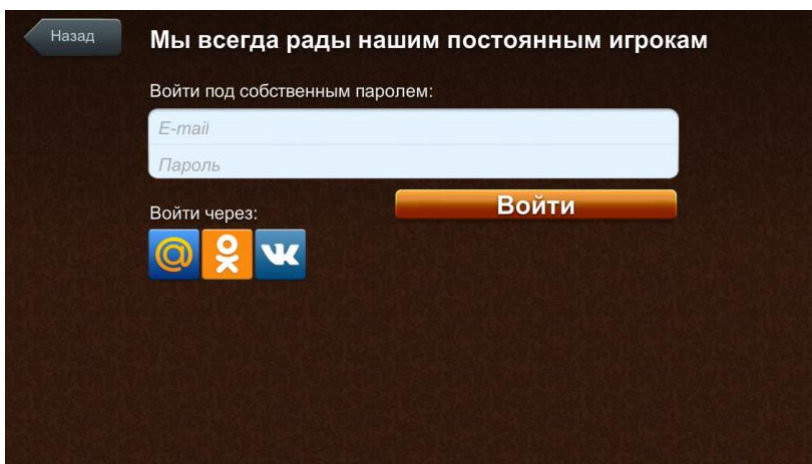 Назад
Мы всегда рады нашим постоянным игрокам
Войти под собственным паролем:
E-mail
Пароль
Войти
Войти через: